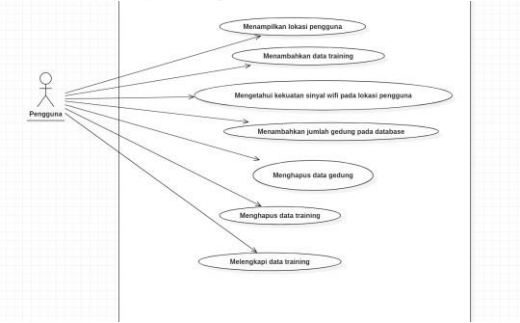 Menampilkan lokasi pengguna
Menambahkan data training
Mengetahui kekuatan sinyal wifi pada lokasi pengguna
Pengguna
Menambahkan jumlah gedung pada database
Menghapus data gedung
Menghapus data training
Melengkapi data training